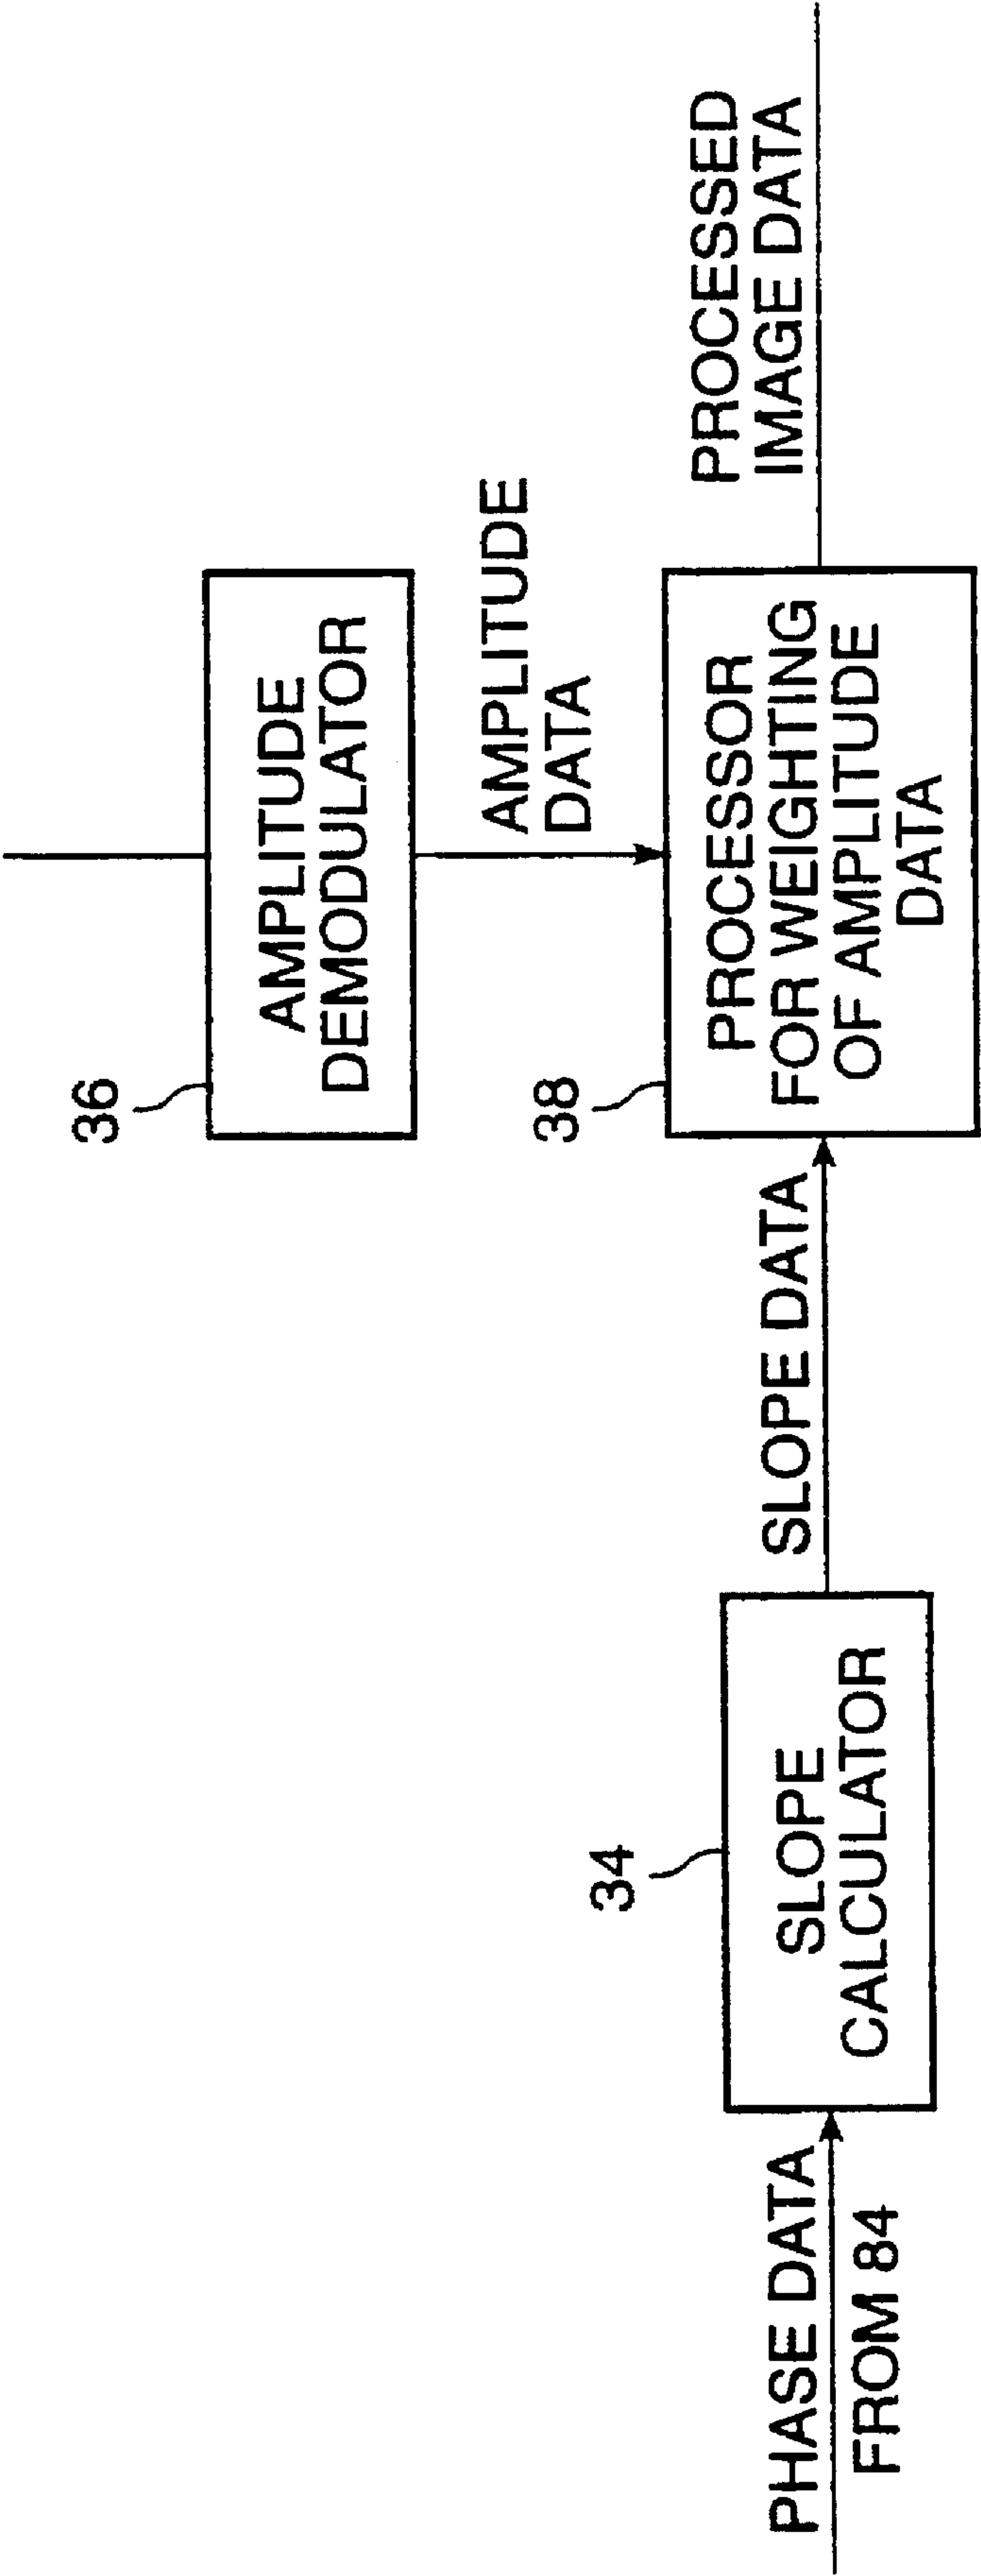 36
AMPLITUDE
DEMODULATOR
AMPLITUDE
DATA
PHASE DATA
FROM 84
34
SLOPE
CALCULATOR
SLOPE DATA
38
PROCESSOR
FOR WEIGHTING
OF AMPLITUDE
DATA
PROCESSED
IMAGE DATA